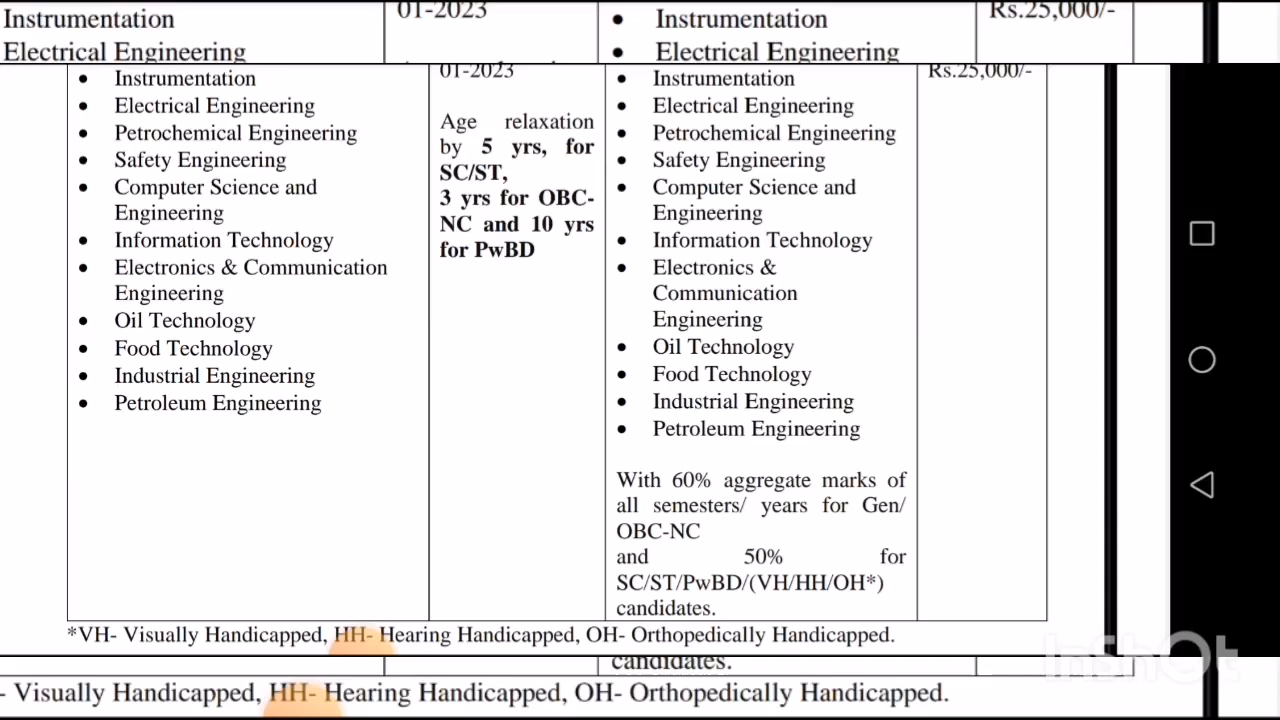 Instrumentation
Electrical Engineering
01-2023
• Instrumentation
• Electrical Engineering
Rs.25,000/-
• Instrumentation
• Electrical Engineering
• Petrochemical Engineering
• Safety Engineering
• Computer Science and
Engineering
• Information Technology
• Electronics & Communication
Engineering
• Oil Technology
• Food Technology
• Industrial Engineering
• Petroleum Engineering
01-2023
Age relaxation
by 5 yrs, for
SC/ST,
3 yrs for OBC-
NC and 10 yrs
for PwBD
• Instrumentation
• Electrical Engineering
• Petrochemical Engineering
• Safety Engineering
• Computer Science and
Engineering
• Information Technology
• Electronics &
Communication
Engineering
• Oil Technology
• Food Technology
• Industrial Engineering
• Petroleum Engineering
With 60% aggregate marks of
all semesters/ years for Gen/
OBC-NC
and 50% for
SC/ST/PwBD/(VH/HH/OH*)
candidates.
Rs.25,000/-
*VH- Visually Handicapped, HH- Hearing Handicapped, OH- Orthopedically Handicapped.
candidates.
- Visually Handicapped, HH- Hearing Handicapped, OH- Orthopedically Handicapped.
InShOt